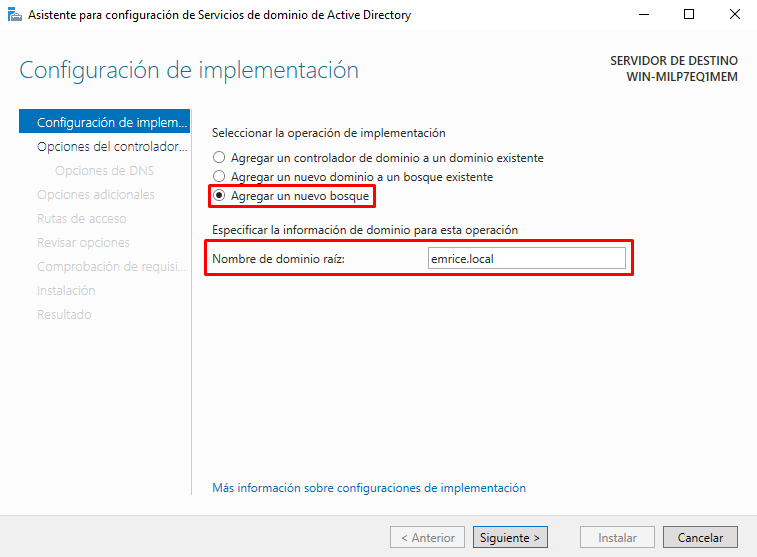 Asistente para configuración de Servicios de dominio de Active Directory
Configuración de implementación
SERVIDOR DE DESTINO
WIN-MILP7EQ1MEM
Configuración de implem...
Opciones del controlador...
Opciones de DNS
Opciones adicionales
Rutas de acceso
Revisar opciones
Comprobación de requisi...
Instalación
Resultado
Seleccionar la operación de implementación
Agregar un controlador de dominio a un dominio existente
Agregar un nuevo dominio a un bosque existente
Agregar un nuevo bosque
Especificar la información de dominio para esta operación
Nombre de dominio raíz: emrice.local
Más información sobre configuraciones de implementación
< Anterior Siguiente > Instalar Cancelar